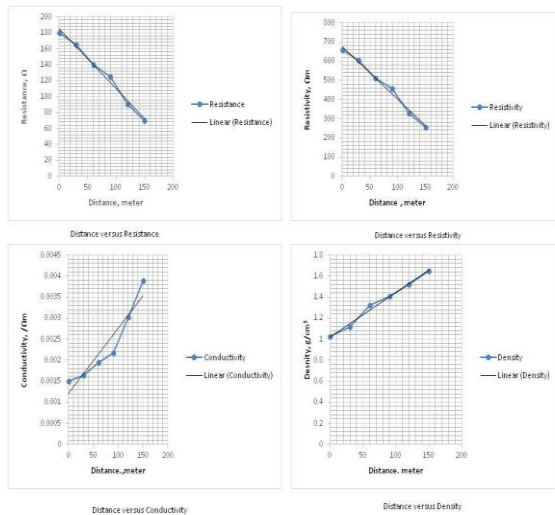 200
180
160
140
120
100
80
60
40
20
0
Resistance, Ω
0 50 100 150 200
Distance, meter
Resistance
Linear (Resistance)
Distance versus Resistance
800
700
600
500
400
300
200
100
0
Resistivity, Ωm
0 50 100 150 200
Distance , meter
Resistivity
Linear (Resistivity)
Distance versus Resistivity
0.0045
0.004
0.0035
0.003
0.0025
0.002
0.0015
0.001
0.0005
0
Conductivity, /Ωm
0 50 100 150 200
Distance.,meter
Conductivity
Linear (Conductivity)
Distance versus Conductivity
1.8
1.6
1.4
1.2
1
0.8
0.6
0.4
0.2
0
Density, g/cm³
0 50 100 150 200
Distance. meter
Density
Linear (Density)
Distance versus Density